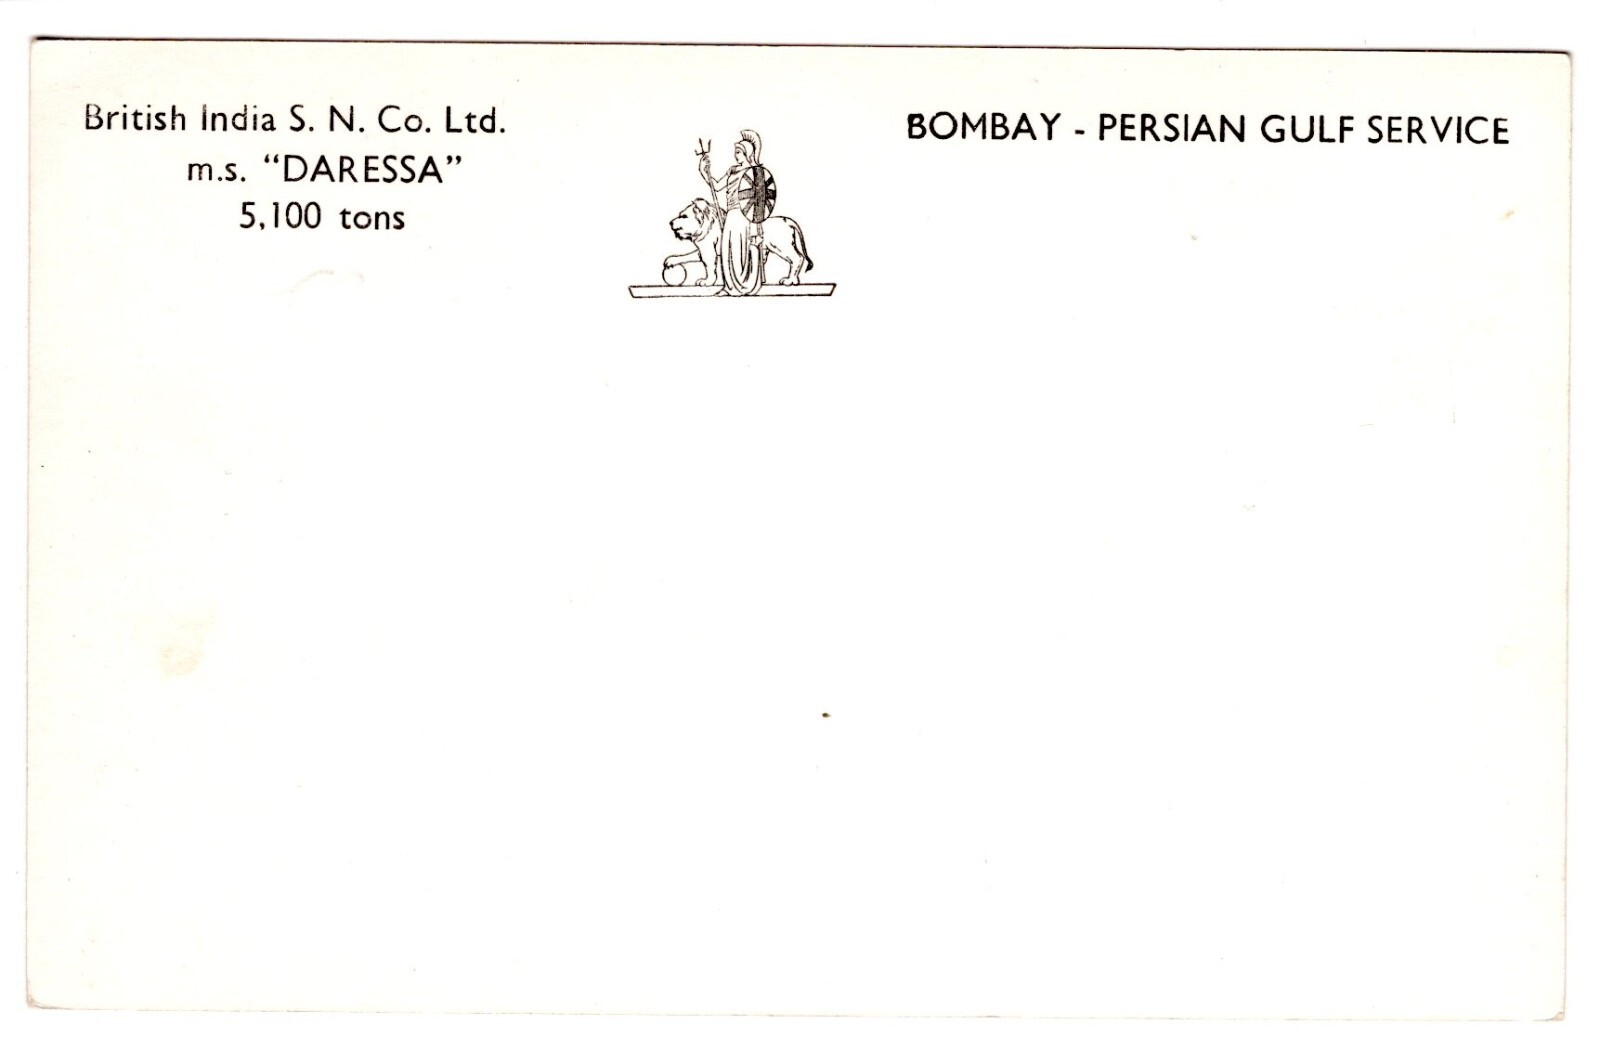 British India S. N. Co. Ltd.
m.s. “DARESSA”
5,100 tons
BOMBAY - PERSIAN GULF SERVICE